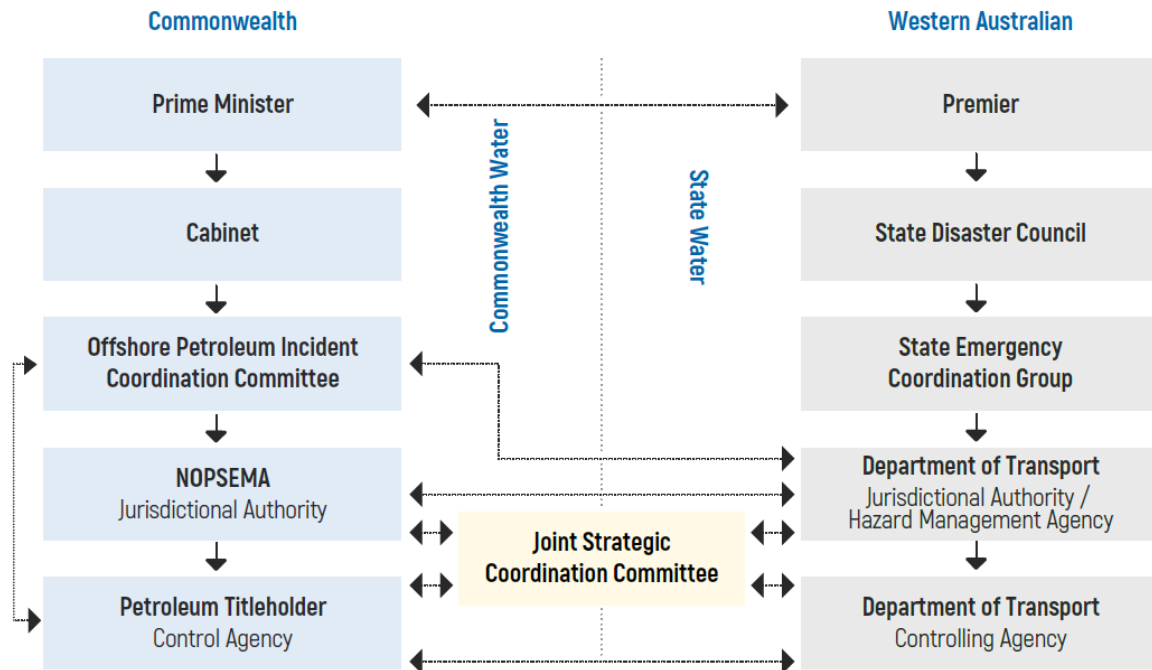 Commonwealth
Western Australian
Prime Minister
Premier
Commonwealth Water
State Water
Cabinet
State Disaster Council
Offshore Petroleum Incident
Coordination Committee
State Emergency
Coordination Group
NOPSEMA
Jurisdictional Authority
Department of Transport
Jurisdictional Authority /
Hazard Management Agency
Joint Strategic
Coordination Committee
Petroleum Titleholder
Control Agency
Department of Transport
Controlling Agency